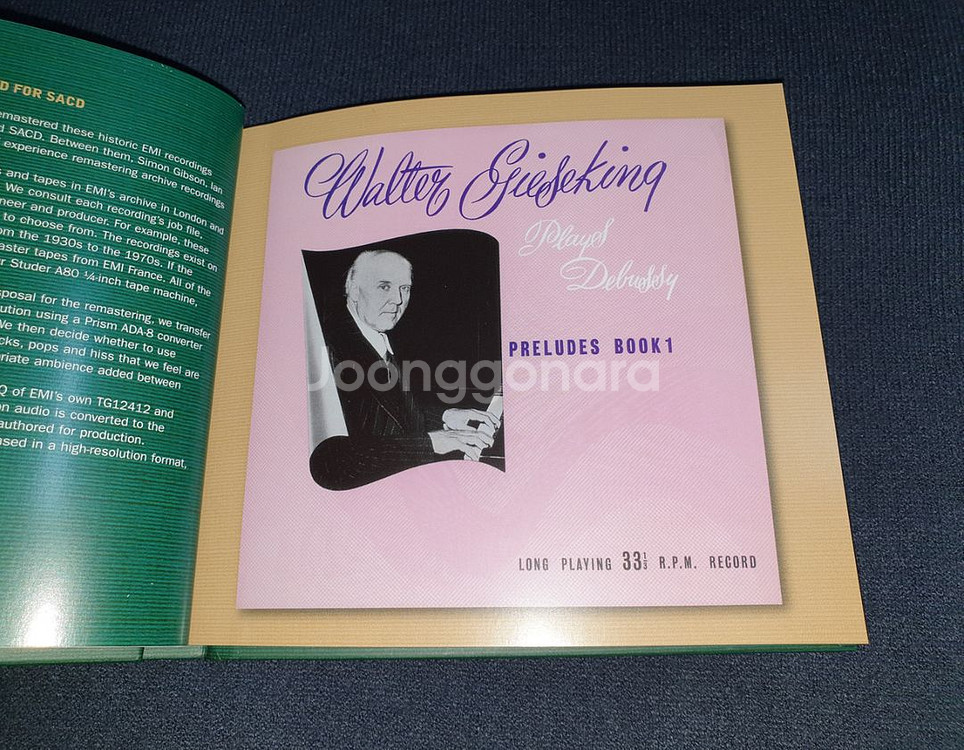 D FOR SACD
emastered these historic EMI recordings
d SACD. Between them, Simon Gibson, Ian
experience remastering archive recordings
s and tapes in EMI's archive in London and
. We consult each recording's job file,
neer and producer. For example, these
to choose from. The recordings exist on
om the 1930s to the 1970s. If the
aster tapes from EMI France. All of the
r Studer A80 ¼-inch tape machine,
sposal for the remastering, we transfer
ution using a Prism ADA-8 converter
We then decide whether to use
cks, pops and hiss that we feel are
riate ambience added between
Q of EMI's own TG12412 and
en audio is converted to the
authored for production.
ased in a high-resolution format,
Walter Gieseking
Plays
Debussy
PRELUDES BOOK 1
Joonggonara
LONG PLAYING 33⅓ R.P.M. RECORD